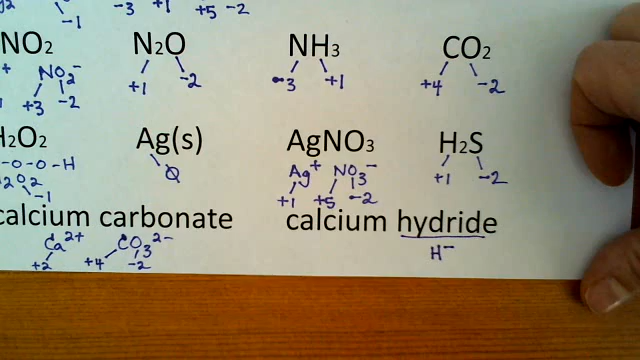 -1 -3 +1 +5 -2
NO2 N2O NH3 CO2
+ NO2- +1 -2 -3 +1 +4 -2
+3 -2
H2O2 Ag(s) AgNO3 H2S
-O-O-H 0 Ag+ NO3- +1 -2
2O2 -1 +1 +5 -2
calcium carbonate calcium hydride
Ca2+ CO32- H-
+2 +4 -2